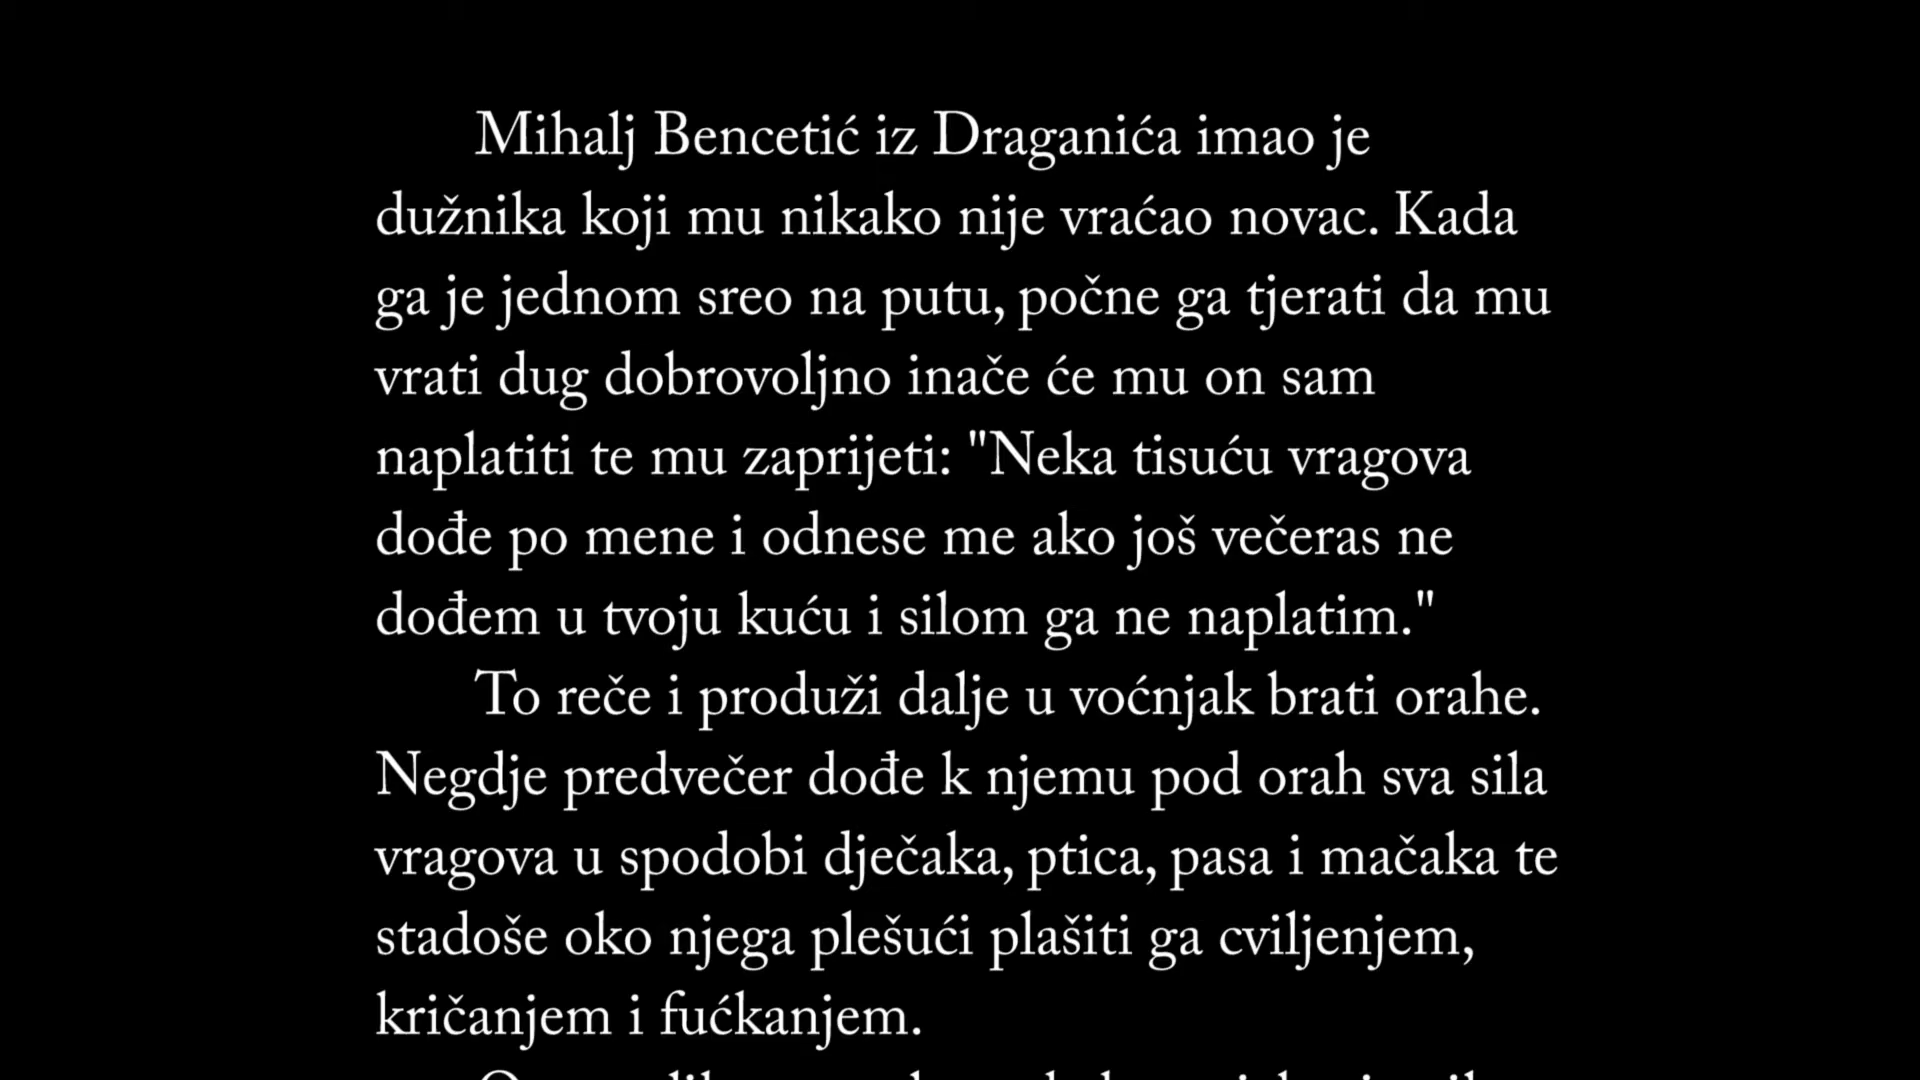 Mihalj Bencetić iz Draganića imao je
dužnika koji mu nikako nije vraćao novac. Kada
ga je jednom sreo na putu, počne ga tjerati da mu
vrati dug dobrovoljno inače će mu on sam
naplatiti te mu zaprijeti: "Neka tisuću vragova
dođe po mene i odnese me ako još večeras ne
dođem u tvoju kuću i silom ga ne naplatim."
To reče i produži dalje u voćnjak brati orahe.
Negdje predvečer dođe k njemu pod orah sva sila
vragova u spodobi dječaka, ptica, pasa i mačaka te
stadoše oko njega plešući plašiti ga cviljenjem,
kričanjem i fućkanjem.